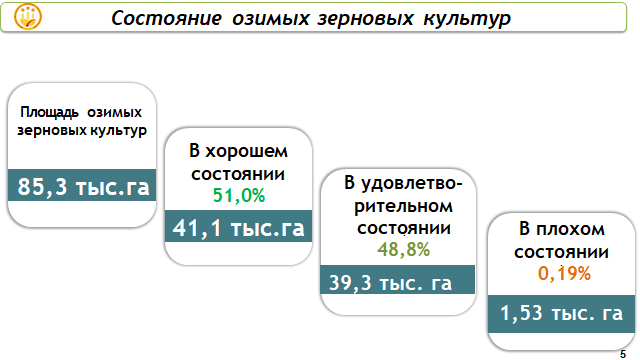 Состояние озимых зерновых культур
Площадь озимых
зерновых культур
85,3 тыс.га
В хорошем
состоянии
51,0%
41,1 тыс.га
В удовлетво-
рительном
состоянии
48,8%
39,3 тыс. га
В плохом
состоянии
0,19%
1,53 тыс. га
5